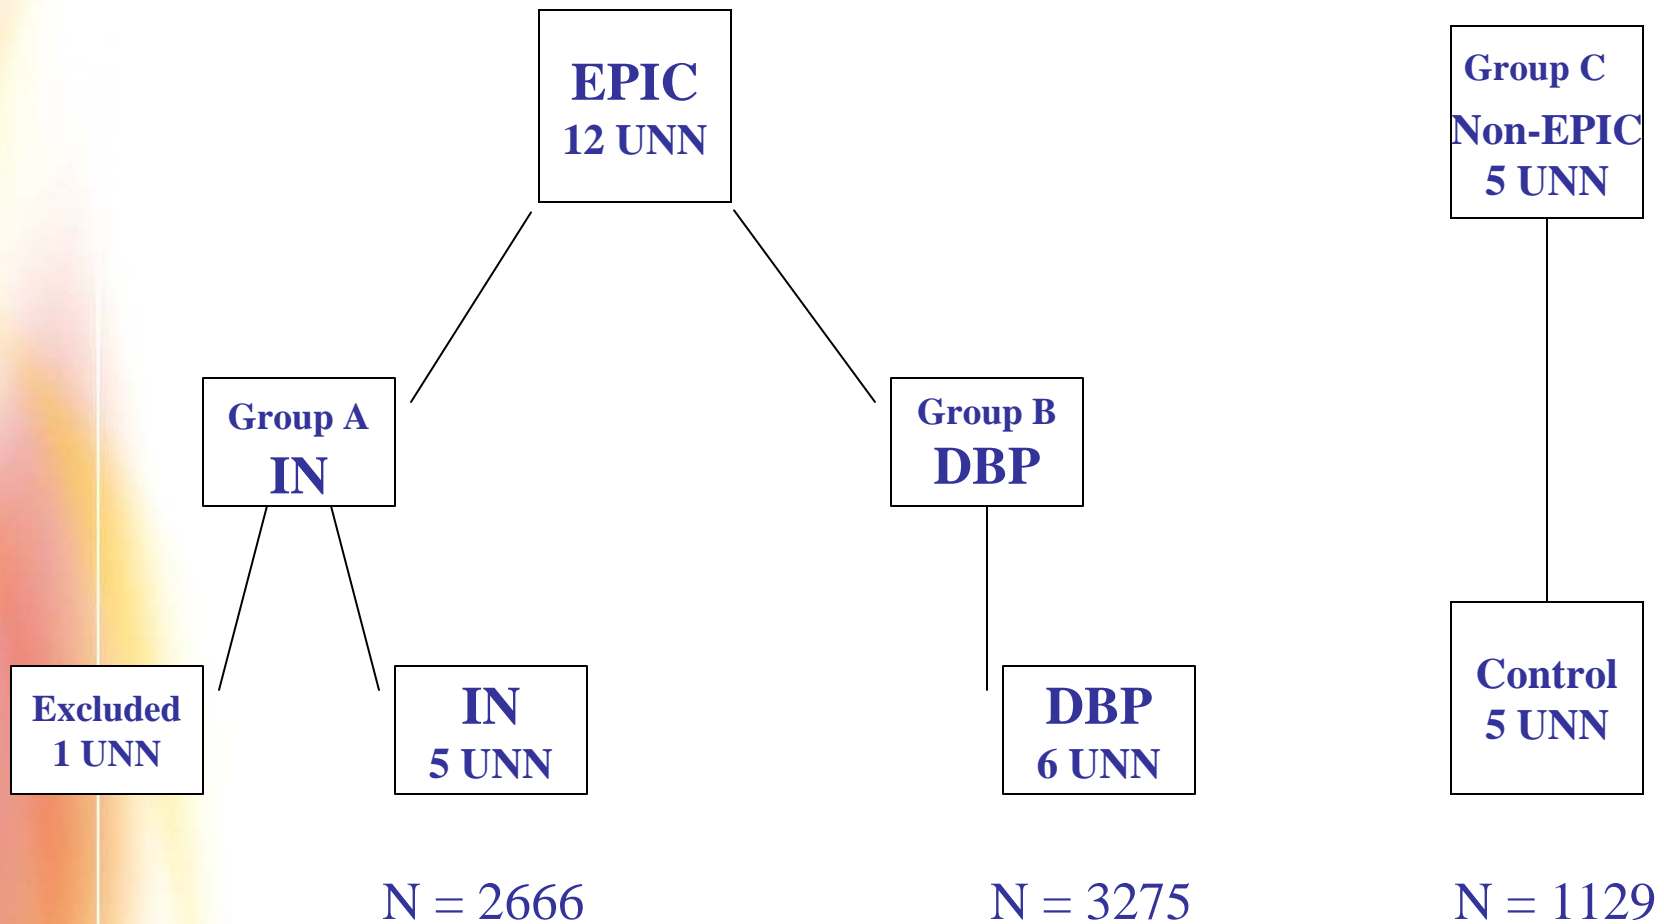 EPIC
12 UNN
Group C
Non-EPIC
5 UNN
Group A
IN
Group B
DBP
Excluded
1 UNN
IN
5 UNN
DBP
6 UNN
Control
5 UNN
N = 2666
N = 3275
N = 1129